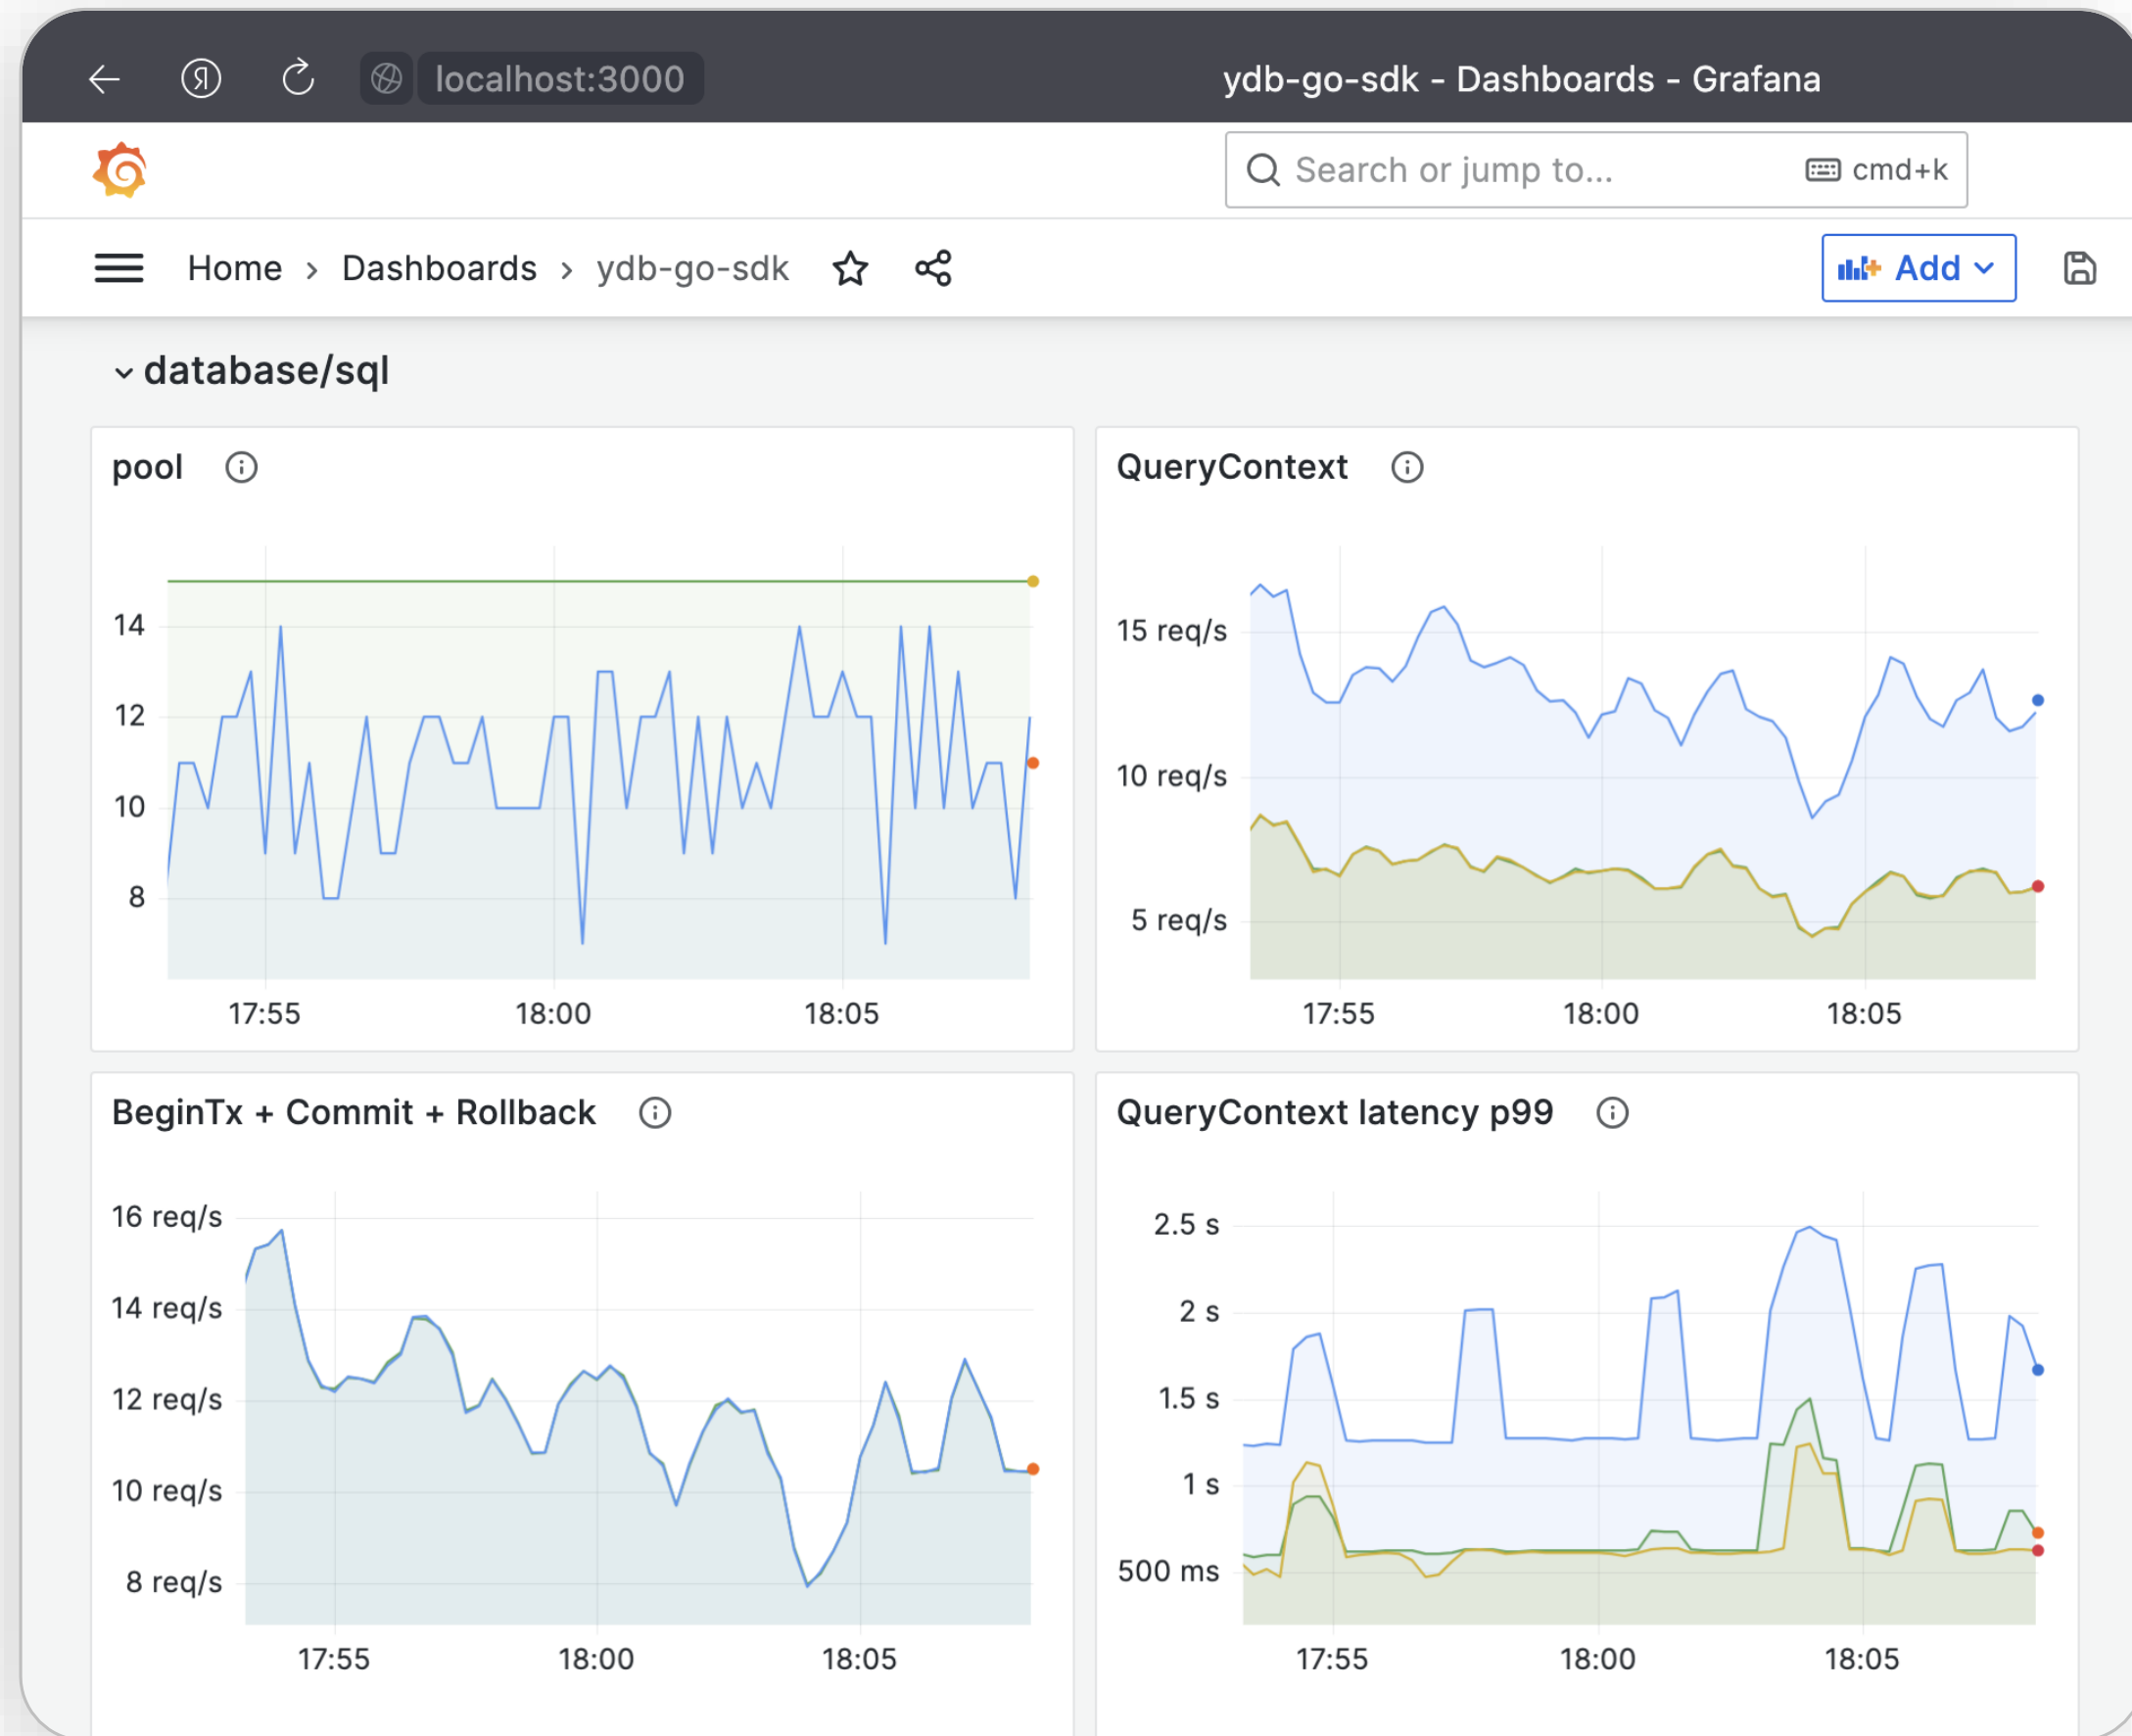 Я localhost:3000 ydb-go-sdk - Dashboards - Grafana
Search or jump to... cmd+k
Home › Dashboards › ydb-go-sdk Add
database/sql
pool
14
12
10
8
17:55 18:00 18:05
QueryContext
15 req/s
10 req/s
5 req/s
17:55 18:00 18:05
BeginTx + Commit + Rollback
16 req/s
14 req/s
12 req/s
10 req/s
8 req/s
17:55 18:00 18:05
QueryContext latency p99
2.5 s
2 s
1.5 s
1 s
500 ms
17:55 18:00 18:05